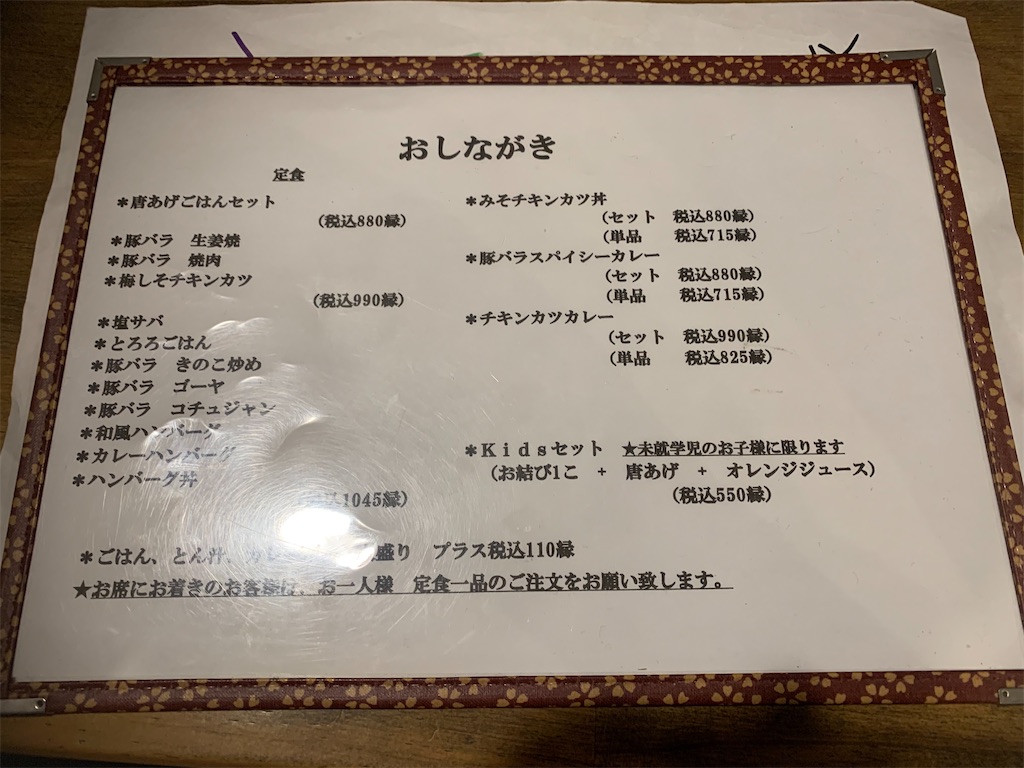 おしながき
定食
＊唐あげごはんセット
(税込880縁)
＊豚バラ　生姜焼
＊豚バラ　焼肉
＊梅しそチキンカツ
(税込990縁)
＊塩サバ
＊とろろごはん
＊豚バラ　きのこ炒め
＊豚バラ　ゴーヤ
＊豚バラ　コチュジャン
＊和風ハンバーグ
＊カレーハンバーグ
＊ハンバーグ丼
1045縁)
＊みそチキンカツ丼
(セット　税込880縁)
(単品　　税込715縁)
＊豚バラスパイシーカレー
(セット　税込880縁)
(単品　　税込715縁)
＊チキンカツカレー
(セット　税込990縁)
(単品　　税込825縁)
＊Ｋｉｄｓセット　★未就学児のお子様に限ります
(お結び1こ　+　唐あげ　+　オレンジジュース)
(税込550縁)
＊ごはん、とん汁、 盛り　プラス税込110縁
★お席にお着きのお客様は、お一人様　定食一品のご注文をお願い致します。